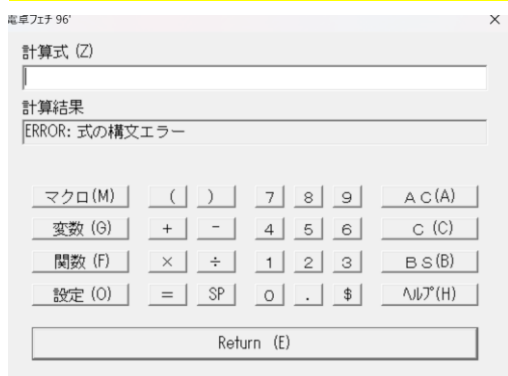 電卓フェチ 96' ×
計算式 (Z)
計算結果
ERROR: 式の構文エラー
マクロ(M) ( ) 7 8 9 AC(A)
変数 (G) + - 4 5 6 C (C)
関数 (F) × ÷ 1 2 3 BS(B)
設定 (O) = SP 0 . $ ヘルプ(H)
Return (E)